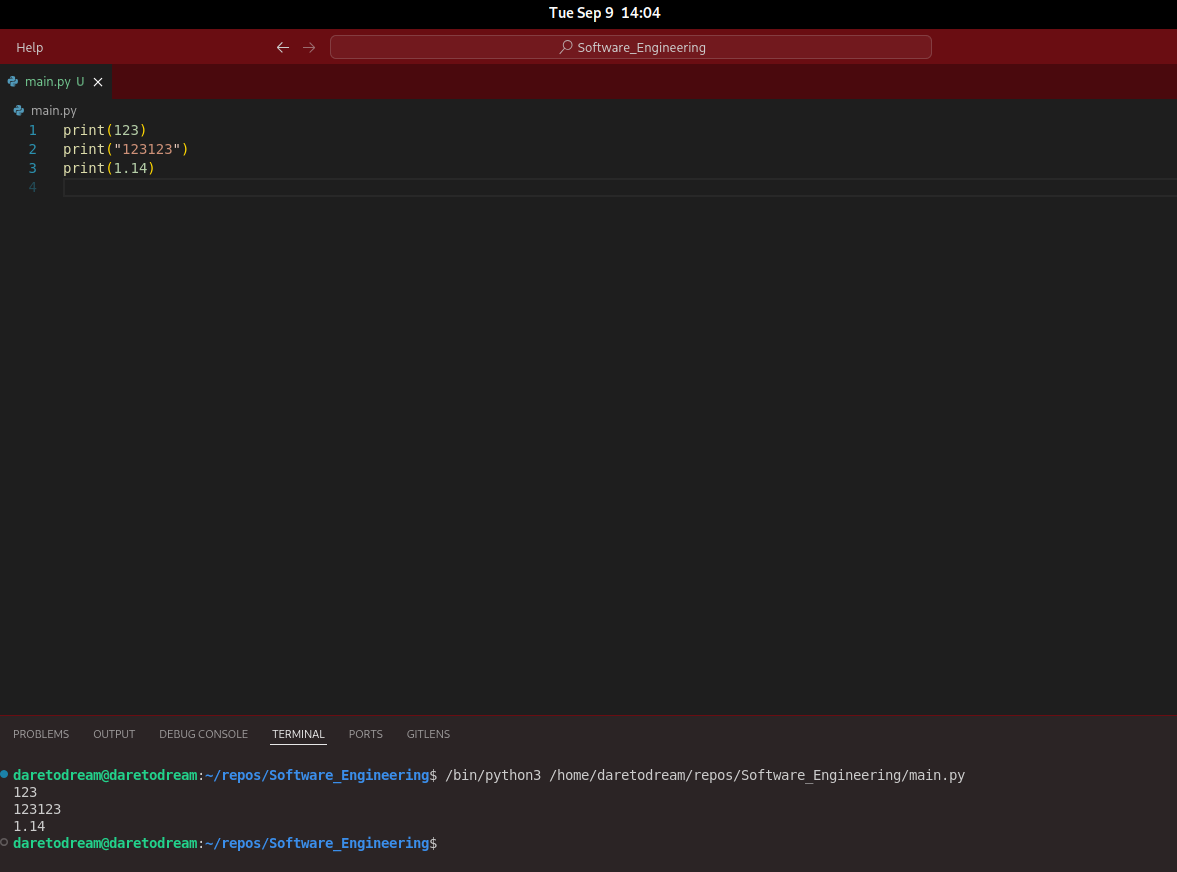 Tue Sep 9 14:04
Help
Software_Engineering
main.py U
main.py
1 print(123)
2 print("123123")
3 print(1.14)
4
PROBLEMS OUTPUT DEBUG CONSOLE TERMINAL PORTS GITLENS
daretodream@daretodream:~/repos/Software_Engineering$ /bin/python3 /home/daretodream/repos/Software_Engineering/main.py
123
123123
1.14
daretodream@daretodream:~/repos/Software_Engineering$